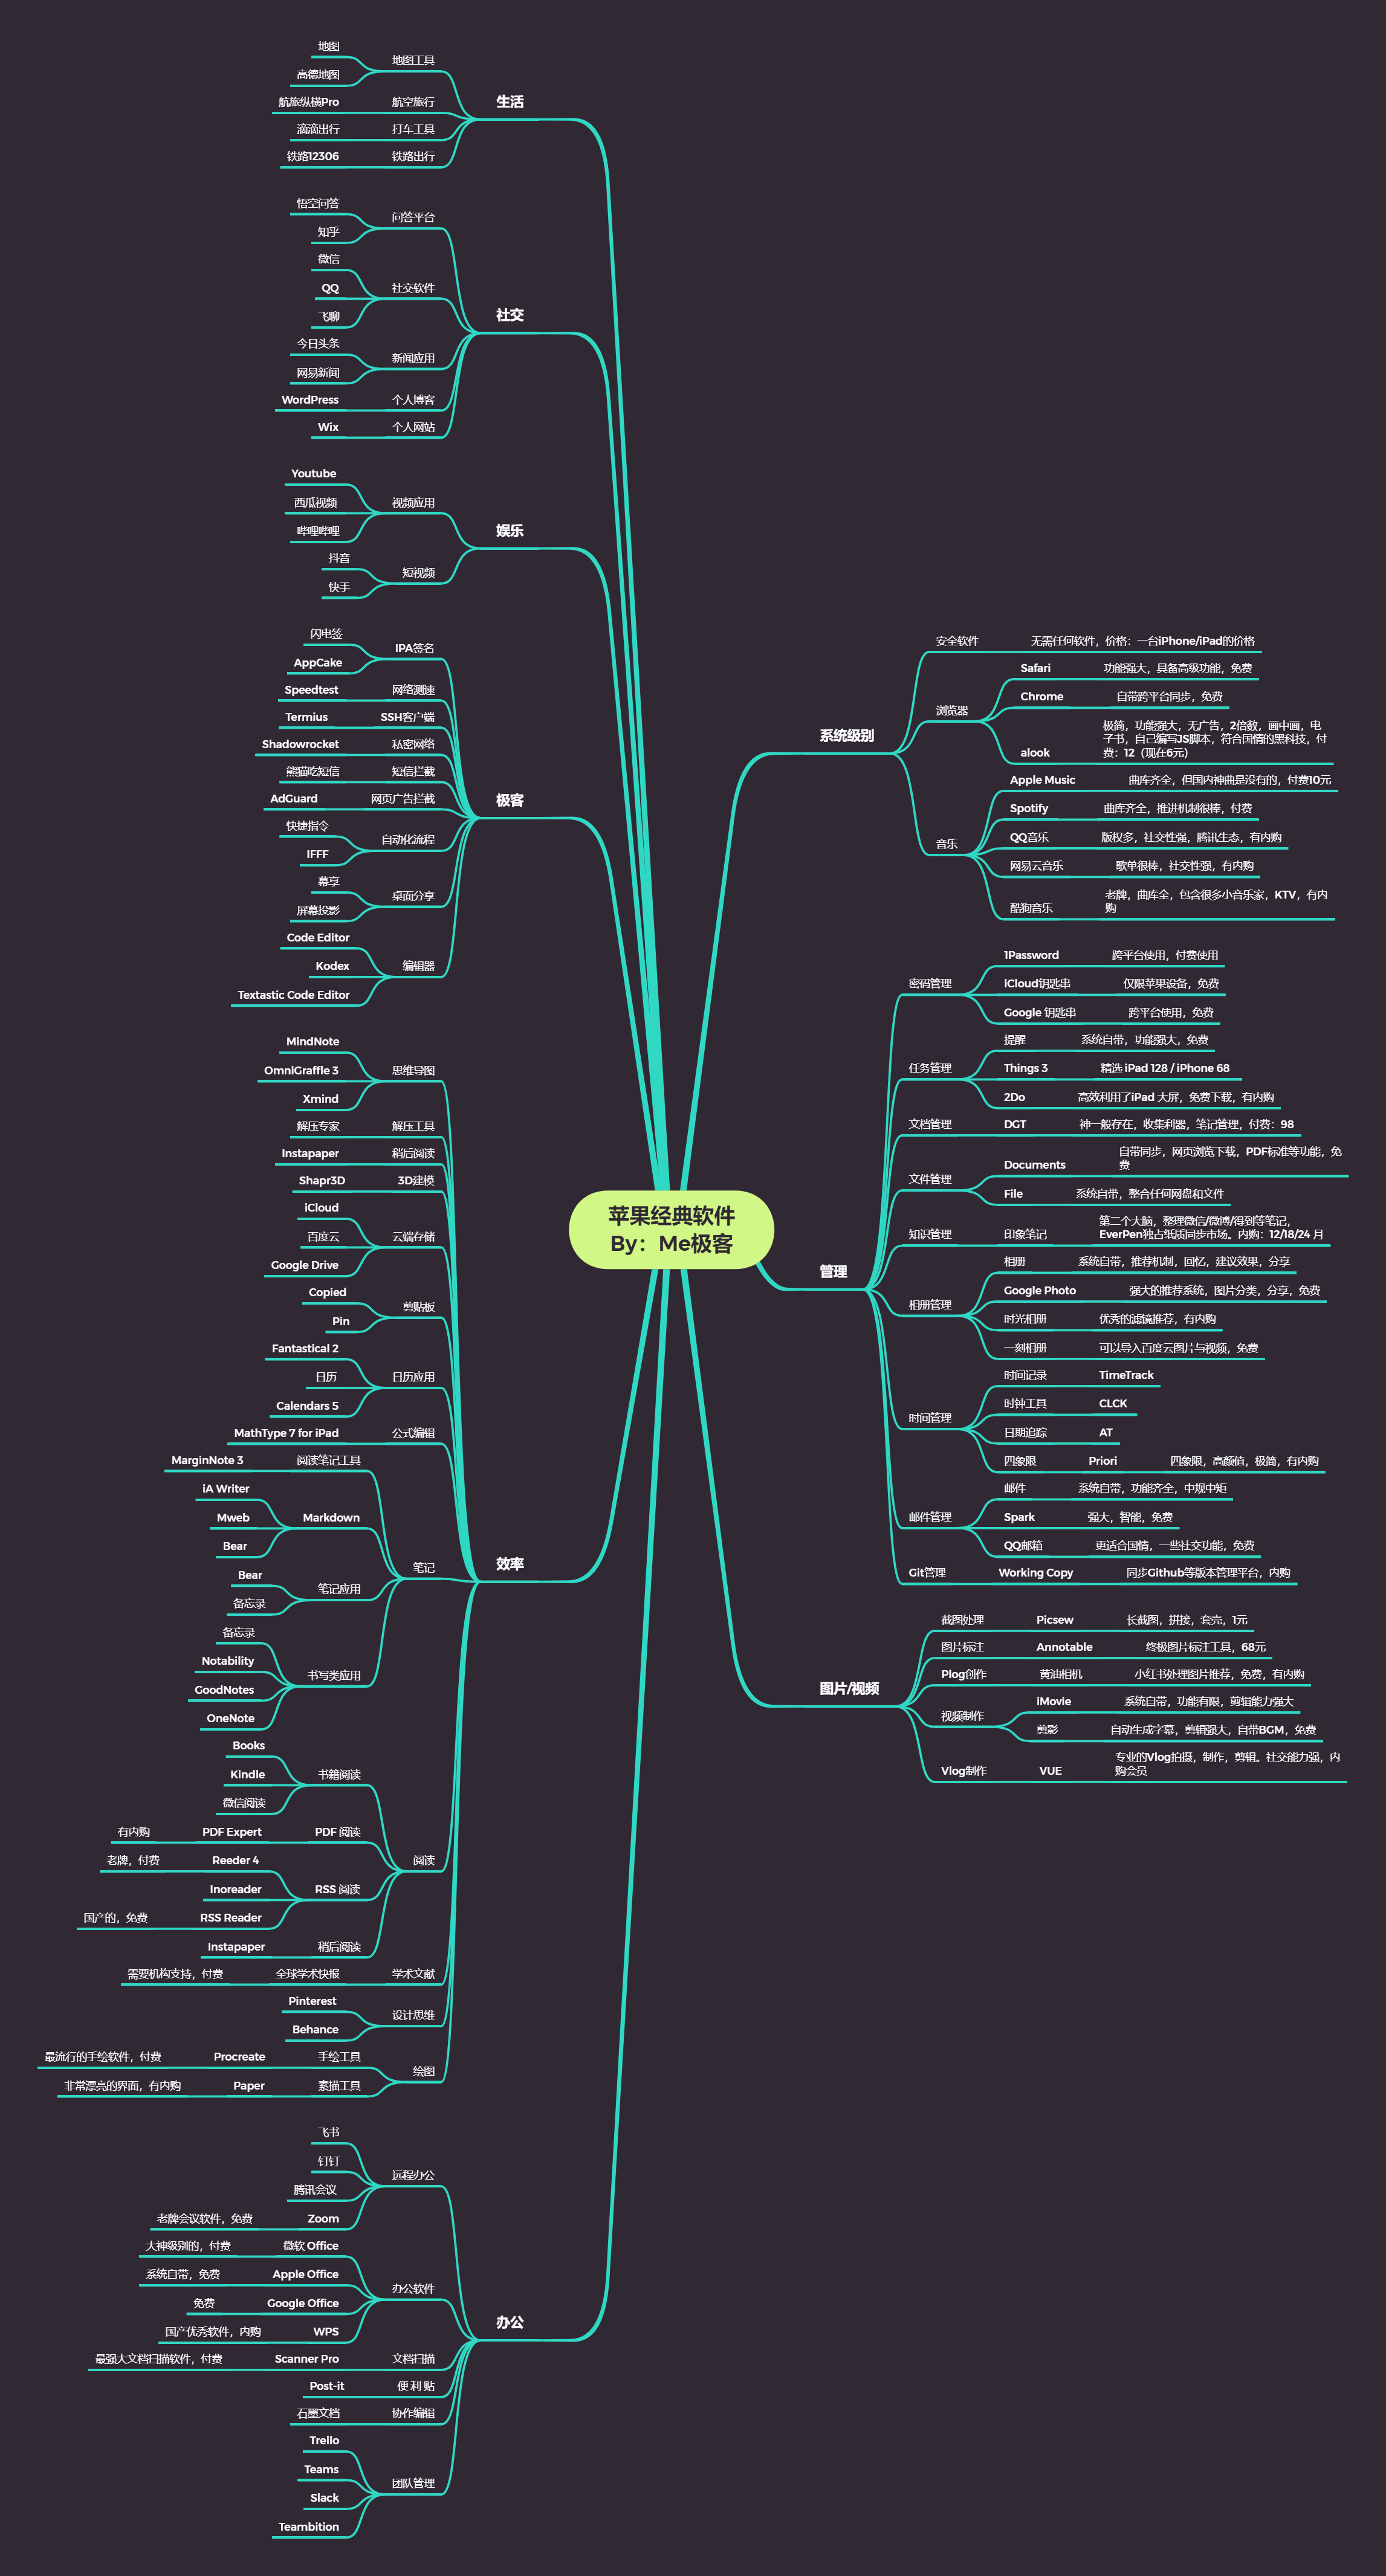 苹果经典软件
By：Me极客
系统级别
安全软件
无需任何软件，价格：一台iPhone/iPad的价格
浏览器
Safari
功能强大，具备高级功能，免费
Chrome
自带跨平台同步，免费
alook
极简，功能强大，无广告，2倍数，画中画，电
子书，自己编写JS脚本，符合国情的黑科技，付
费：12（现在6元）
音乐
Apple Music
曲库齐全，但国内神曲是没有的，付费10元
Spotify
曲库齐全，推进机制很棒，付费
QQ音乐
版权多，社交性强，腾讯生态，有内购
网易云音乐
歌单很棒，社交性强，有内购
酷狗音乐
老牌，曲库全，包含很多小音乐家，KTV，有内
购
管理
密码管理
1Password
跨平台使用，付费使用
iCloud钥匙串
仅限苹果设备，免费
Google 钥匙串
跨平台使用，免费
任务管理
提醒
系统自带，功能强大，免费
Things 3
精选 iPad 128 / iPhone 68
2Do
高效利用了iPad 大屏，免费下载，有内购
文档管理
DGT
神一般存在，收集利器，笔记管理，付费：98
文件管理
Documents
自带同步，网页浏览下载，PDF标准等功能，免
费
File
系统自带，整合任何网盘和文件
知识管理
印象笔记
第二个大脑，整理微信/微博/得到等笔记，
EverPen独占纸质同步市场。内购：12/18/24 月
相册管理
相册
系统自带，推荐机制，回忆，建议效果，分享
Google Photo
强大的推荐系统，图片分类，分享，免费
时光相册
优秀的滤镜推荐，有内购
一刻相册
可以导入百度云图片与视频，免费
时间管理
时间记录
TimeTrack
时钟工具
CLCK
日期追踪
AT
四象限
Priori
四象限，高颜值，极简，有内购
邮件管理
邮件
系统自带，功能齐全，中规中矩
Spark
强大，智能，免费
QQ邮箱
更适合国情，一些社交功能，免费
Git管理
Working Copy
同步Github等版本管理平台，内购
图片/视频
截图处理
Picsew
长截图，拼接，套壳，1元
图片标注
Annotable
终极图片标注工具，68元
Plog创作
黄油相机
小红书处理图片推荐，免费，有内购
视频制作
iMovie
系统自带，功能有限，剪辑能力强大
剪影
自动生成字幕，剪辑强大，自带BGM，免费
Vlog制作
VUE
专业的Vlog拍摄，制作，剪辑。社交能力强，内
购会员
生活
地图工具
地图
高德地图
航空旅行
航旅纵横Pro
打车工具
滴滴出行
铁路出行
铁路12306
社交
问答平台
悟空问答
知乎
社交软件
微信
QQ
飞聊
新闻应用
今日头条
网易新闻
个人博客
WordPress
个人网站
Wix
娱乐
视频应用
Youtube
西瓜视频
哔哩哔哩
短视频
抖音
快手
极客
IPA签名
闪电签
AppCake
网络测速
Speedtest
SSH客户端
Termius
私密网络
Shadowrocket
短信拦截
熊猫吃短信
网页广告拦截
AdGuard
自动化流程
快捷指令
IFFF
桌面分享
幕享
屏幕投影
编辑器
Code Editor
Kodex
Textastic Code Editor
效率
思维导图
MindNote
OmniGraffle 3
Xmind
解压工具
解压专家
稍后阅读
Instapaper
3D建模
Shapr3D
云端存储
iCloud
百度云
Google Drive
剪贴板
Copied
Pin
日历应用
Fantastical 2
日历
Calendars 5
公式编辑
MathType 7 for iPad
笔记
阅读笔记工具
MarginNote 3
Markdown
iA Writer
Mweb
Bear
笔记应用
Bear
备忘录
书写类应用
备忘录
Notability
GoodNotes
OneNote
阅读
书籍阅读
Books
Kindle
微信阅读
PDF 阅读
PDF Expert
有内购
RSS 阅读
Reeder 4
老牌，付费
Inoreader
RSS Reader
国产的，免费
稍后阅读
Instapaper
学术文献
全球学术快报
需要机构支持，付费
设计思维
Pinterest
Behance
绘图
手绘工具
Procreate
最流行的手绘软件，付费
素描工具
Paper
非常漂亮的界面，有内购
办公
远程办公
飞书
钉钉
腾讯会议
Zoom
老牌会议软件，免费
办公软件
微软 Office
大神级别的，付费
Apple Office
系统自带，免费
Google Office
免费
WPS
国产优秀软件，内购
文档扫描
Scanner Pro
最强大文档扫描软件，付费
便 利 贴
Post-it
协作编辑
石墨文档
团队管理
Trello
Teams
Slack
Teambition